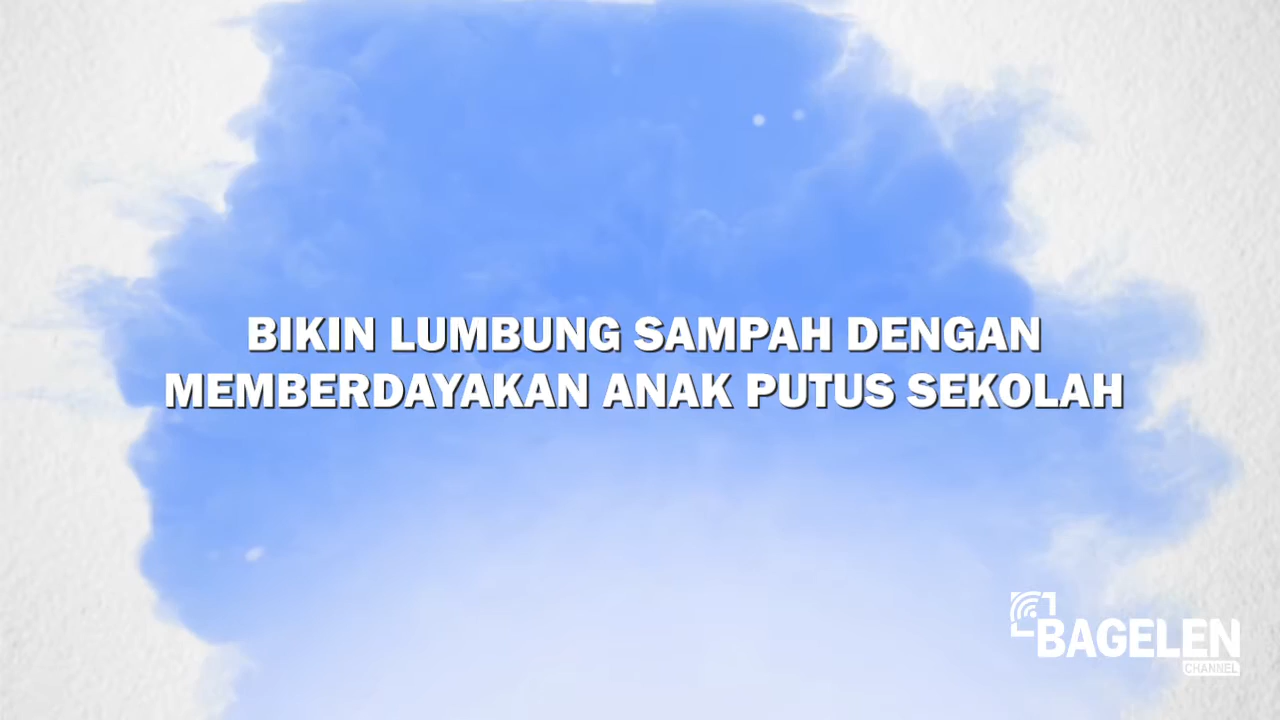 BIKIN LUMBUNG SAMPAH DENGAN
MEMBERDAYAKAN ANAK PUTUS SEKOLAH
BAGELEN
CHANNEL